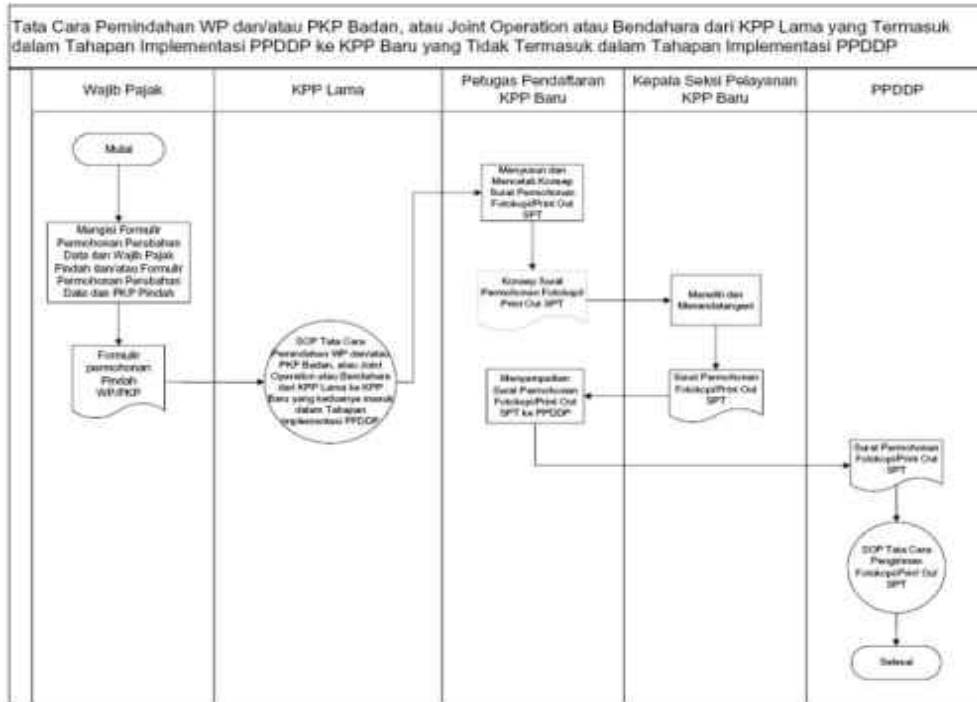 Tata Cara Pemindahan WP dan/atau PKP Badan, atau Joint Operation atau Bendahara dari KPP Lama yang Termasuk
dalam Tahapan Implementasi PPDDP ke KPP Baru yang Tidak Termasuk dalam Tahapan Implementasi PPDDP
Wajib Pajak
KPP Lama
Petugas Pendaftaran
KPP Baru
Kepala Seksi Pelayanan
KPP Baru
PPDDP
Mulai
Mengisi Formulir
Permohonan Perubahan
Data dan Wajib Pajak
Pindah dan/atau Formulir
Permohonan Perubahan
Data dan PKP Pindah
Formulir
permohonan
Pindah
WP/PKP
SOP Tata Cara
Pemindahan WP dan/atau
PKP Badan, atau Joint
Operation atau Bendahara
dari KPP Lama ke KPP
Baru yang keduanya masuk
dalam Tahapan
Implementasi PPDDP
Menyusun dan
Mencetak Konsep
Surat Permohonan
Fotokopi/Print Out
SPT
Konsep Surat
Permohonan Fotokopi/
Print Out SPT
Meneliti dan
Menandatangani
Surat Permohonan
Fotokopi/Print Out
SPT
Menyampaikan
Surat Permohonan
Fotokopi/Print Out
SPT ke PPDDP
Surat Permohonan
Fotokopi/Print Out
SPT
SOP Tata Cara
Pengiriman
Fotokopi/Print Out
SPT
Selesai